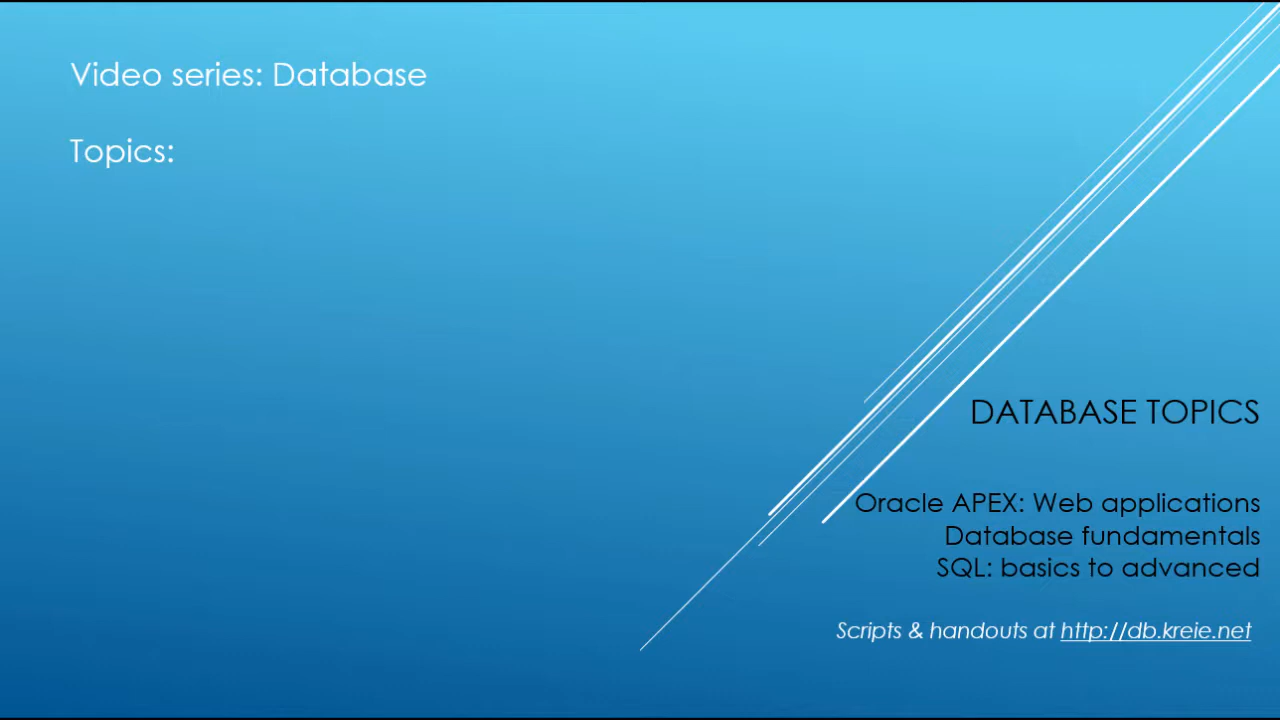 Video series: Database
Topics:
DATABASE TOPICS
Oracle APEX: Web applications
Database fundamentals
SQL: basics to advanced
Scripts & handouts at http://db.kreie.net